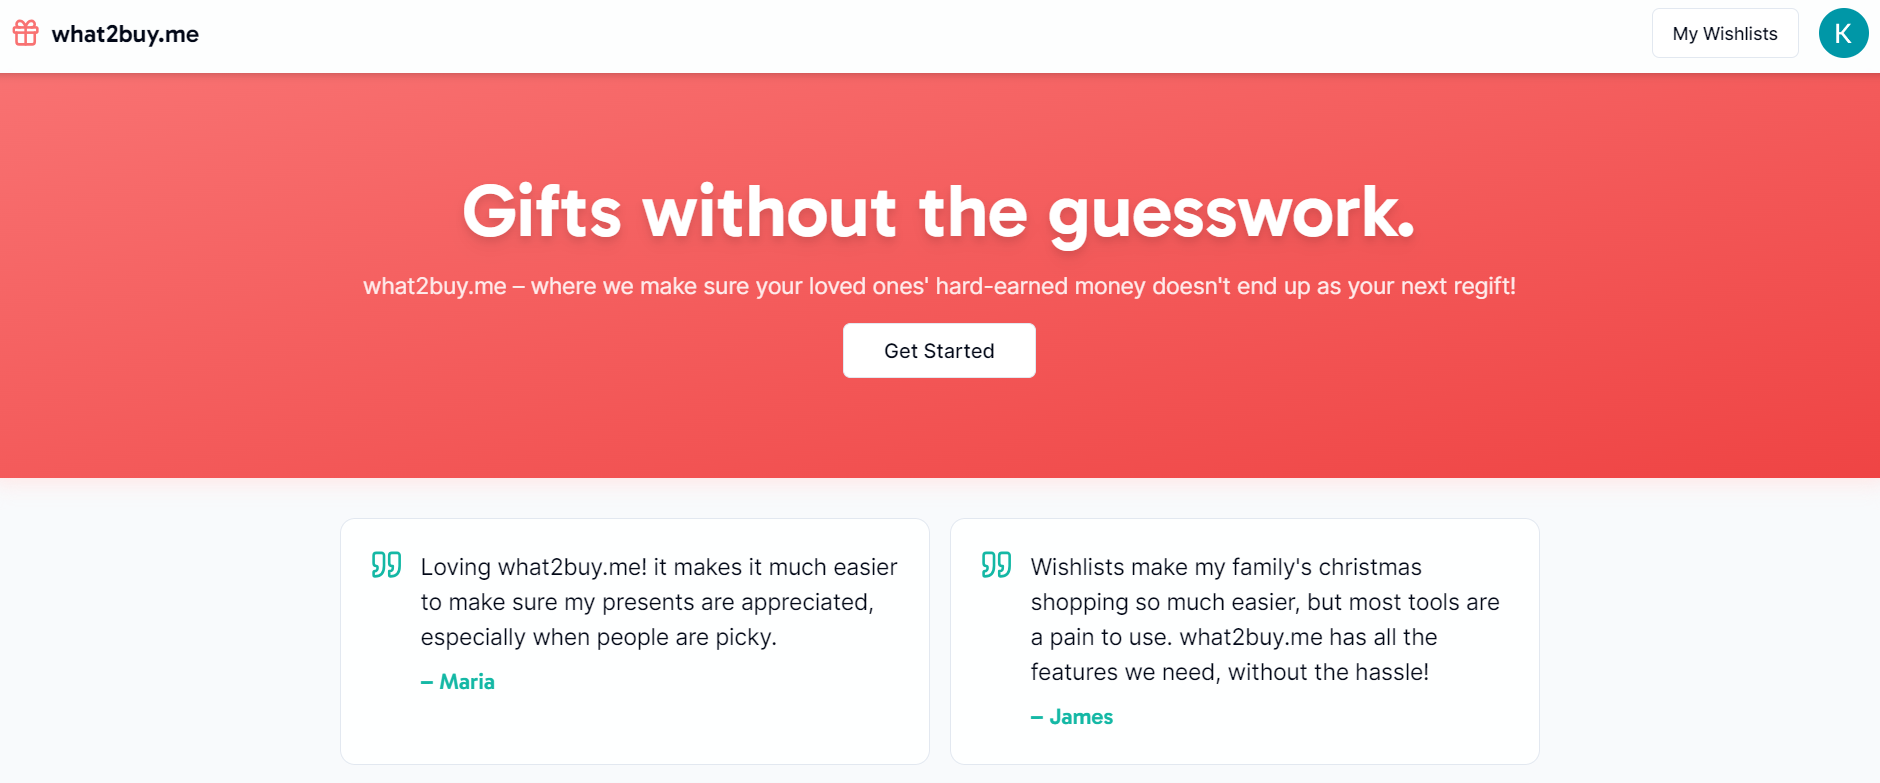 what2buy.me
My Wishlists
K
Gifts without the guesswork.
what2buy.me – where we make sure your loved ones' hard-earned money doesn't end up as your next regift!
Get Started
Loving what2buy.me! it makes it much easier
to make sure my presents are appreciated,
especially when people are picky.
– Maria
Wishlists make my family's christmas
shopping so much easier, but most tools are
a pain to use. what2buy.me has all the
features we need, without the hassle!
– James